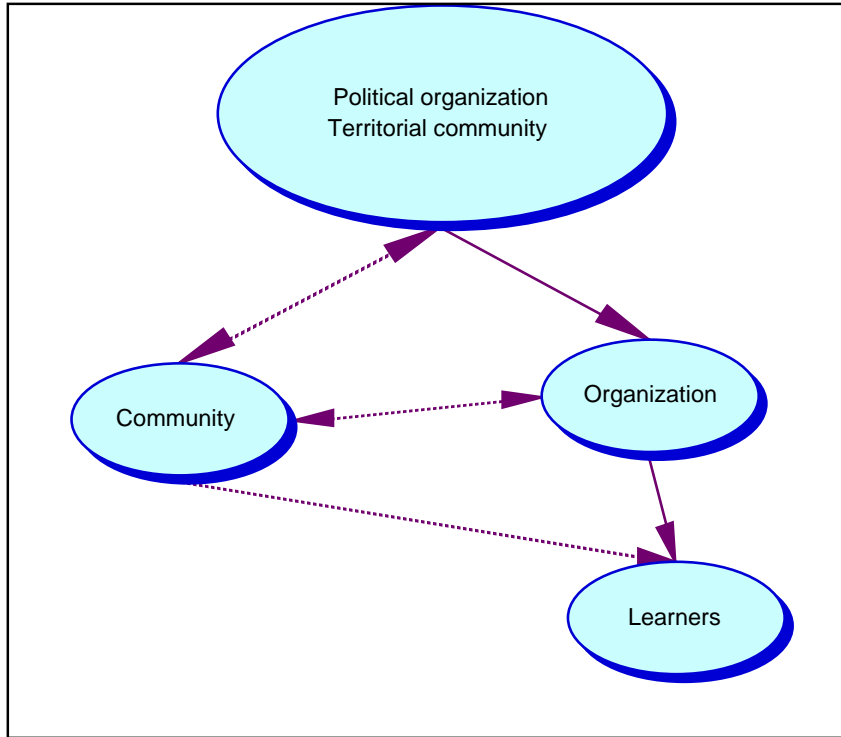 Political organization
Territorial community
Organization
Community
Learners